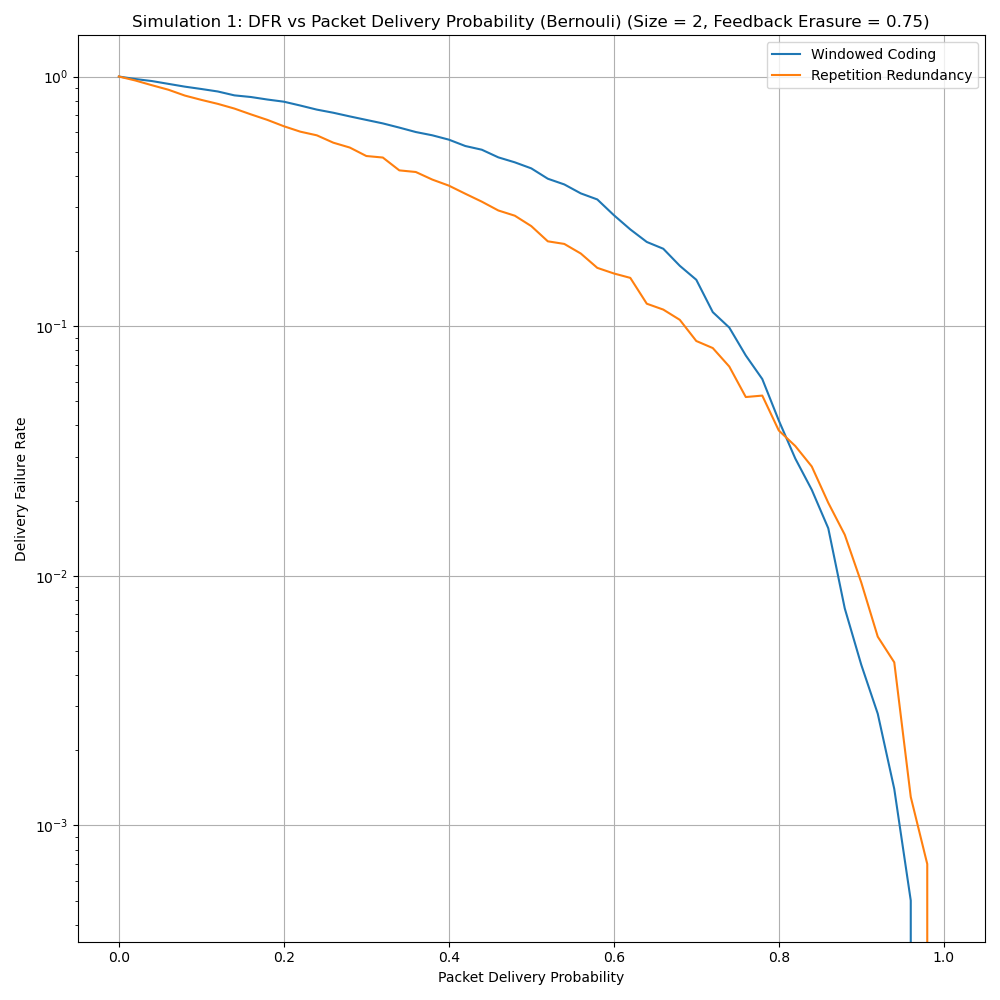 Simulation 1: DFR vs Packet Delivery Probability (Bernouli) (Size = 2, Feedback Erasure = 0.75)
Windowed Coding
Repetition Redundancy
10⁰
10⁻¹
10⁻²
10⁻³
Delivery Failure Rate
0.0 0.2 0.4 0.6 0.8 1.0
Packet Delivery Probability